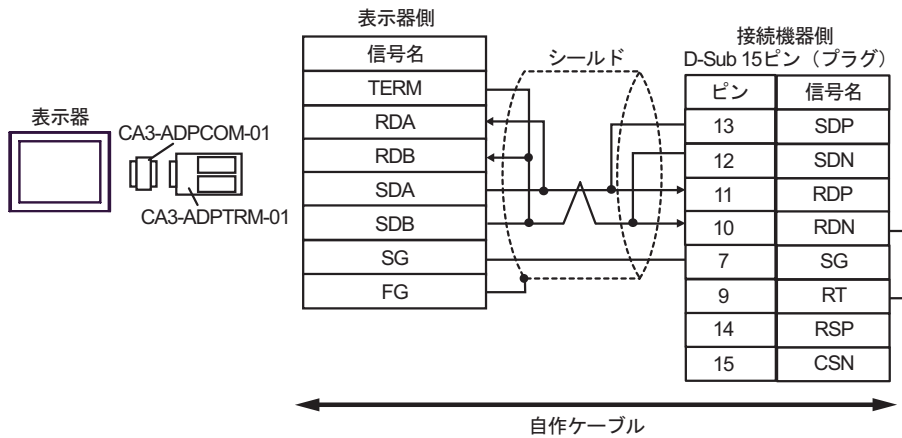 表示器
CA3-ADPCOM-01
CA3-ADPTRM-01
表示器側
信号名
TERM
RDA
RDB
SDA
SDB
SG
FG
シールド
接続機器側
D-Sub 15ピン（プラグ）
ピン 信号名
13 SDP
12 SDN
11 RDP
10 RDN
7 SG
9 RT
14 RSP
15 CSN
自作ケーブル